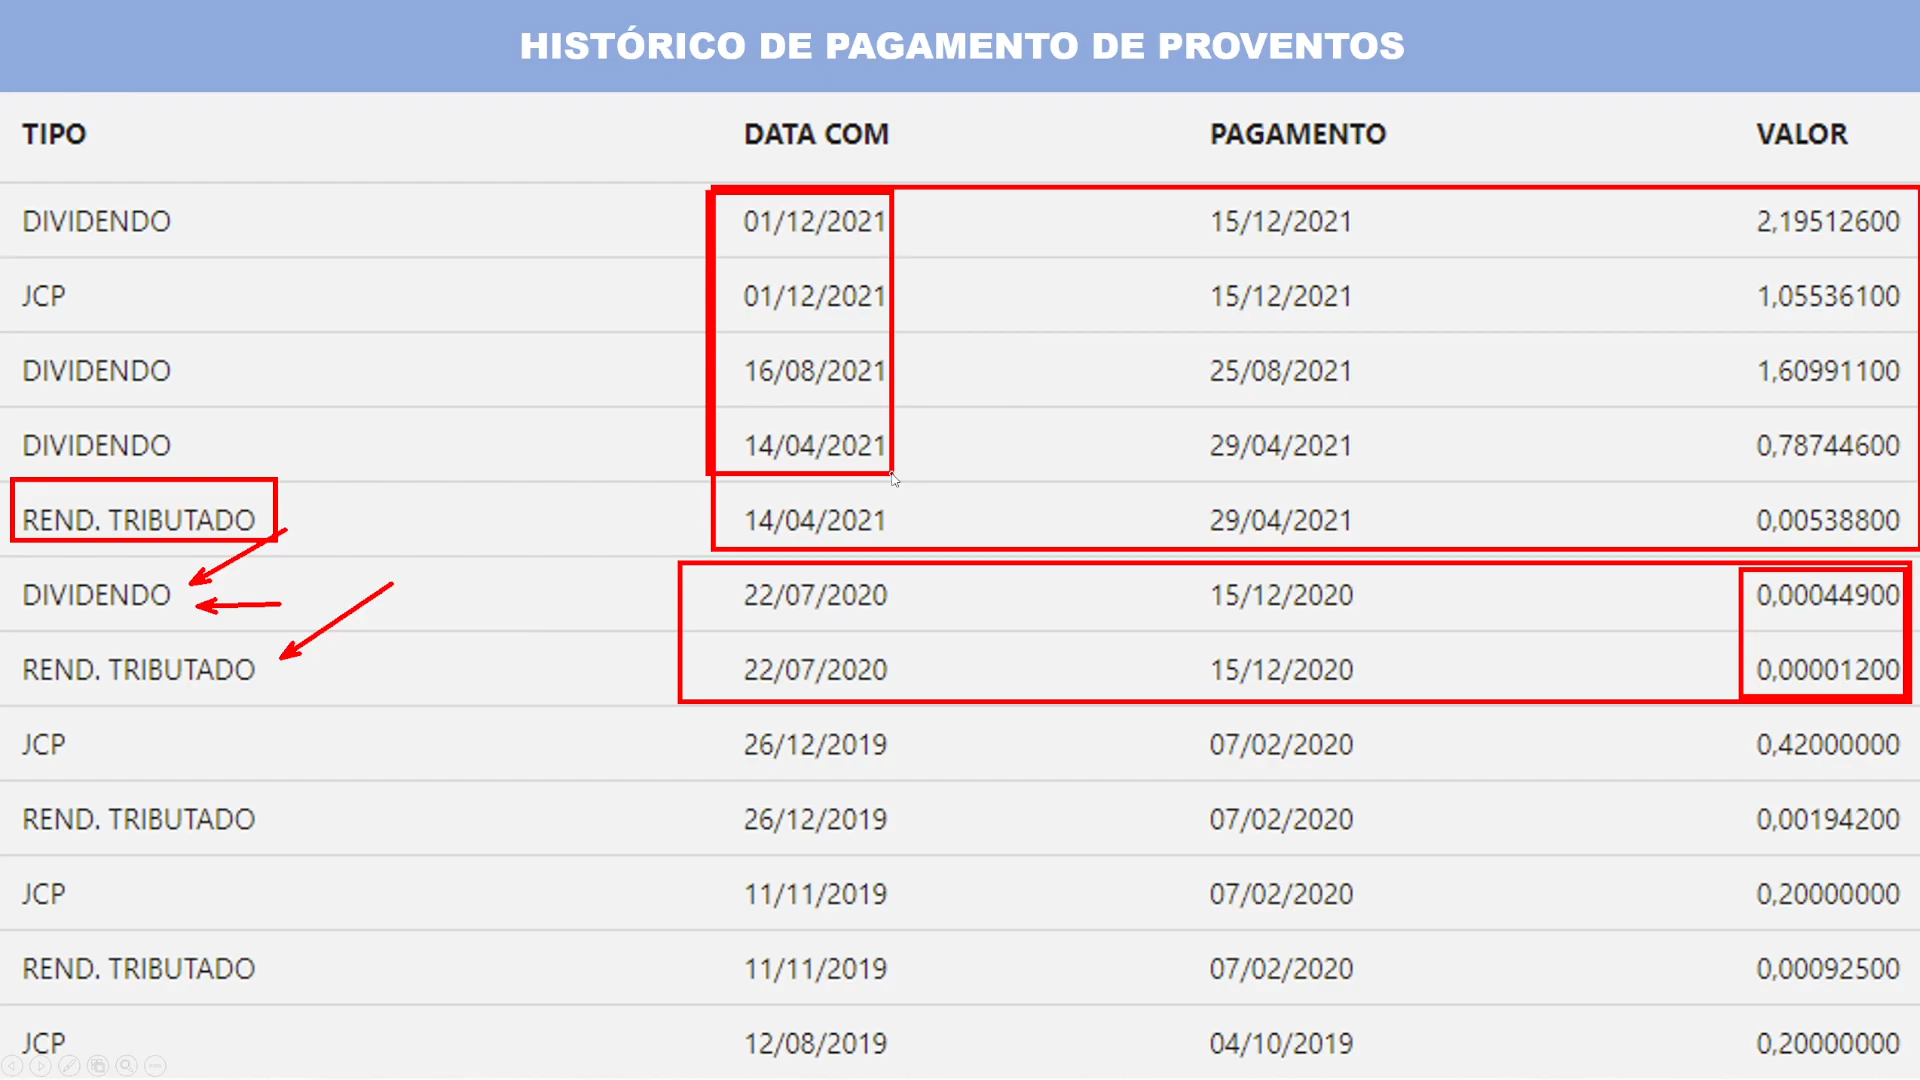 HISTÓRICO DE PAGAMENTO DE PROVENTOS
TIPO DATA COM PAGAMENTO VALOR
DIVIDENDO 01/12/2021 15/12/2021 2,19512600
JCP 01/12/2021 15/12/2021 1,05536100
DIVIDENDO 16/08/2021 25/08/2021 1,60991100
DIVIDENDO 14/04/2021 29/04/2021 0,78744600
REND. TRIBUTADO 14/04/2021 29/04/2021 0,00538800
DIVIDENDO 22/07/2020 15/12/2020 0,00044900
REND. TRIBUTADO 22/07/2020 15/12/2020 0,00001200
JCP 26/12/2019 07/02/2020 0,42000000
REND. TRIBUTADO 26/12/2019 07/02/2020 0,00194200
JCP 11/11/2019 07/02/2020 0,20000000
REND. TRIBUTADO 11/11/2019 07/02/2020 0,00092500
JCP 12/08/2019 04/10/2019 0,20000000